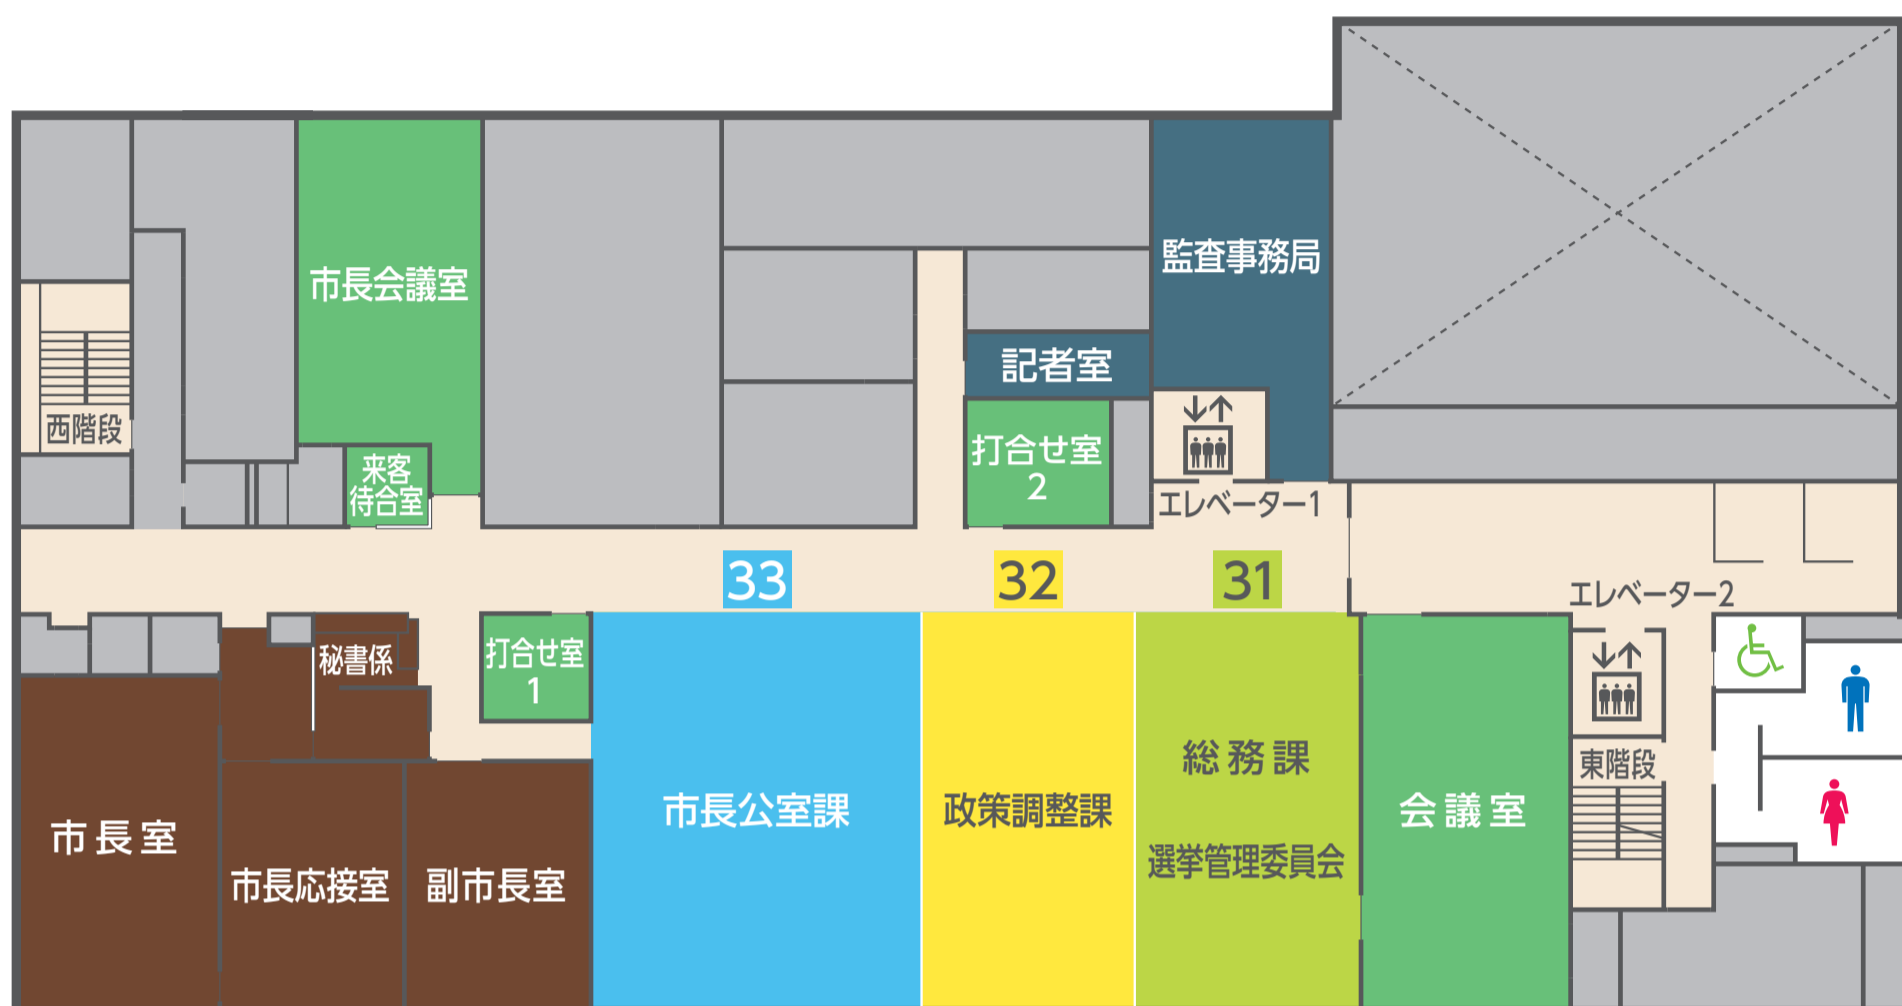 市長会議室
監査事務局
記者室
西階段
来客
待合室
打合せ室
2
エレベーター1
33
32
31
エレベーター2
秘書係
打合せ室
1
市長室
市長応接室
副市長室
市長公室課
政策調整課
総務課
選挙管理委員会
会議室
東階段